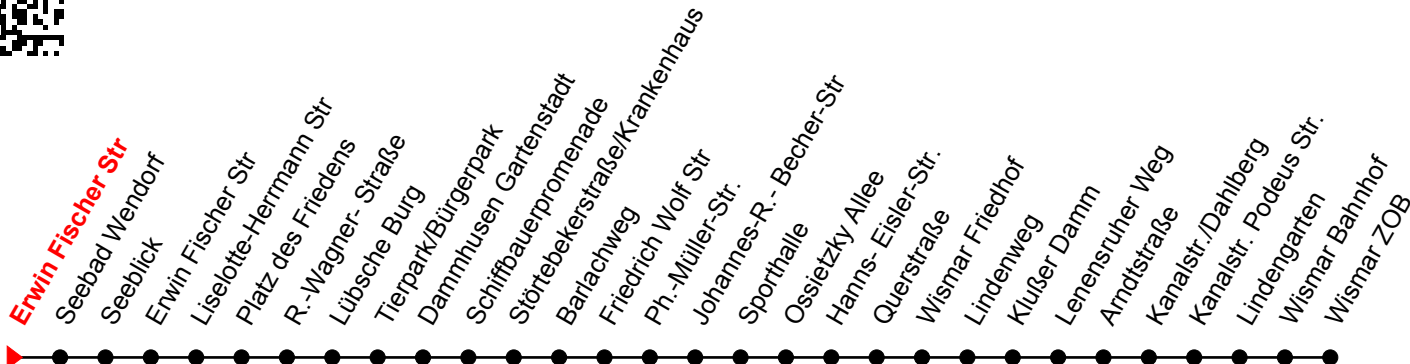 Erwin Fischer Str
Seebad Wendorf
Seeblick
Erwin Fischer Str
Liselotte-Herrmann Str
Platz des Friedens
R.-Wagner- Straße
Lübsche Burg
Tierpark/Bürgerpark
Dammhusen Gartenstadt
Schiffbauerpromenade
Störtebekerstraße/Krankenhaus
Barlachweg
Friedrich Wolf Str
Ph.-Müller-Str.
Johannes-R.- Becher-Str
Sporthalle
Ossietzky Allee
Hanns- Eisler-Str.
Querstraße
Wismar Friedhof
Lindenweg
Klußer Damm
Lenensruher Weg
Arndtstraße
Kanalstr./Dahlberg
Kanalstr. Podeus Str.
Lindengarten
Wismar Bahnhof
Wismar ZOB